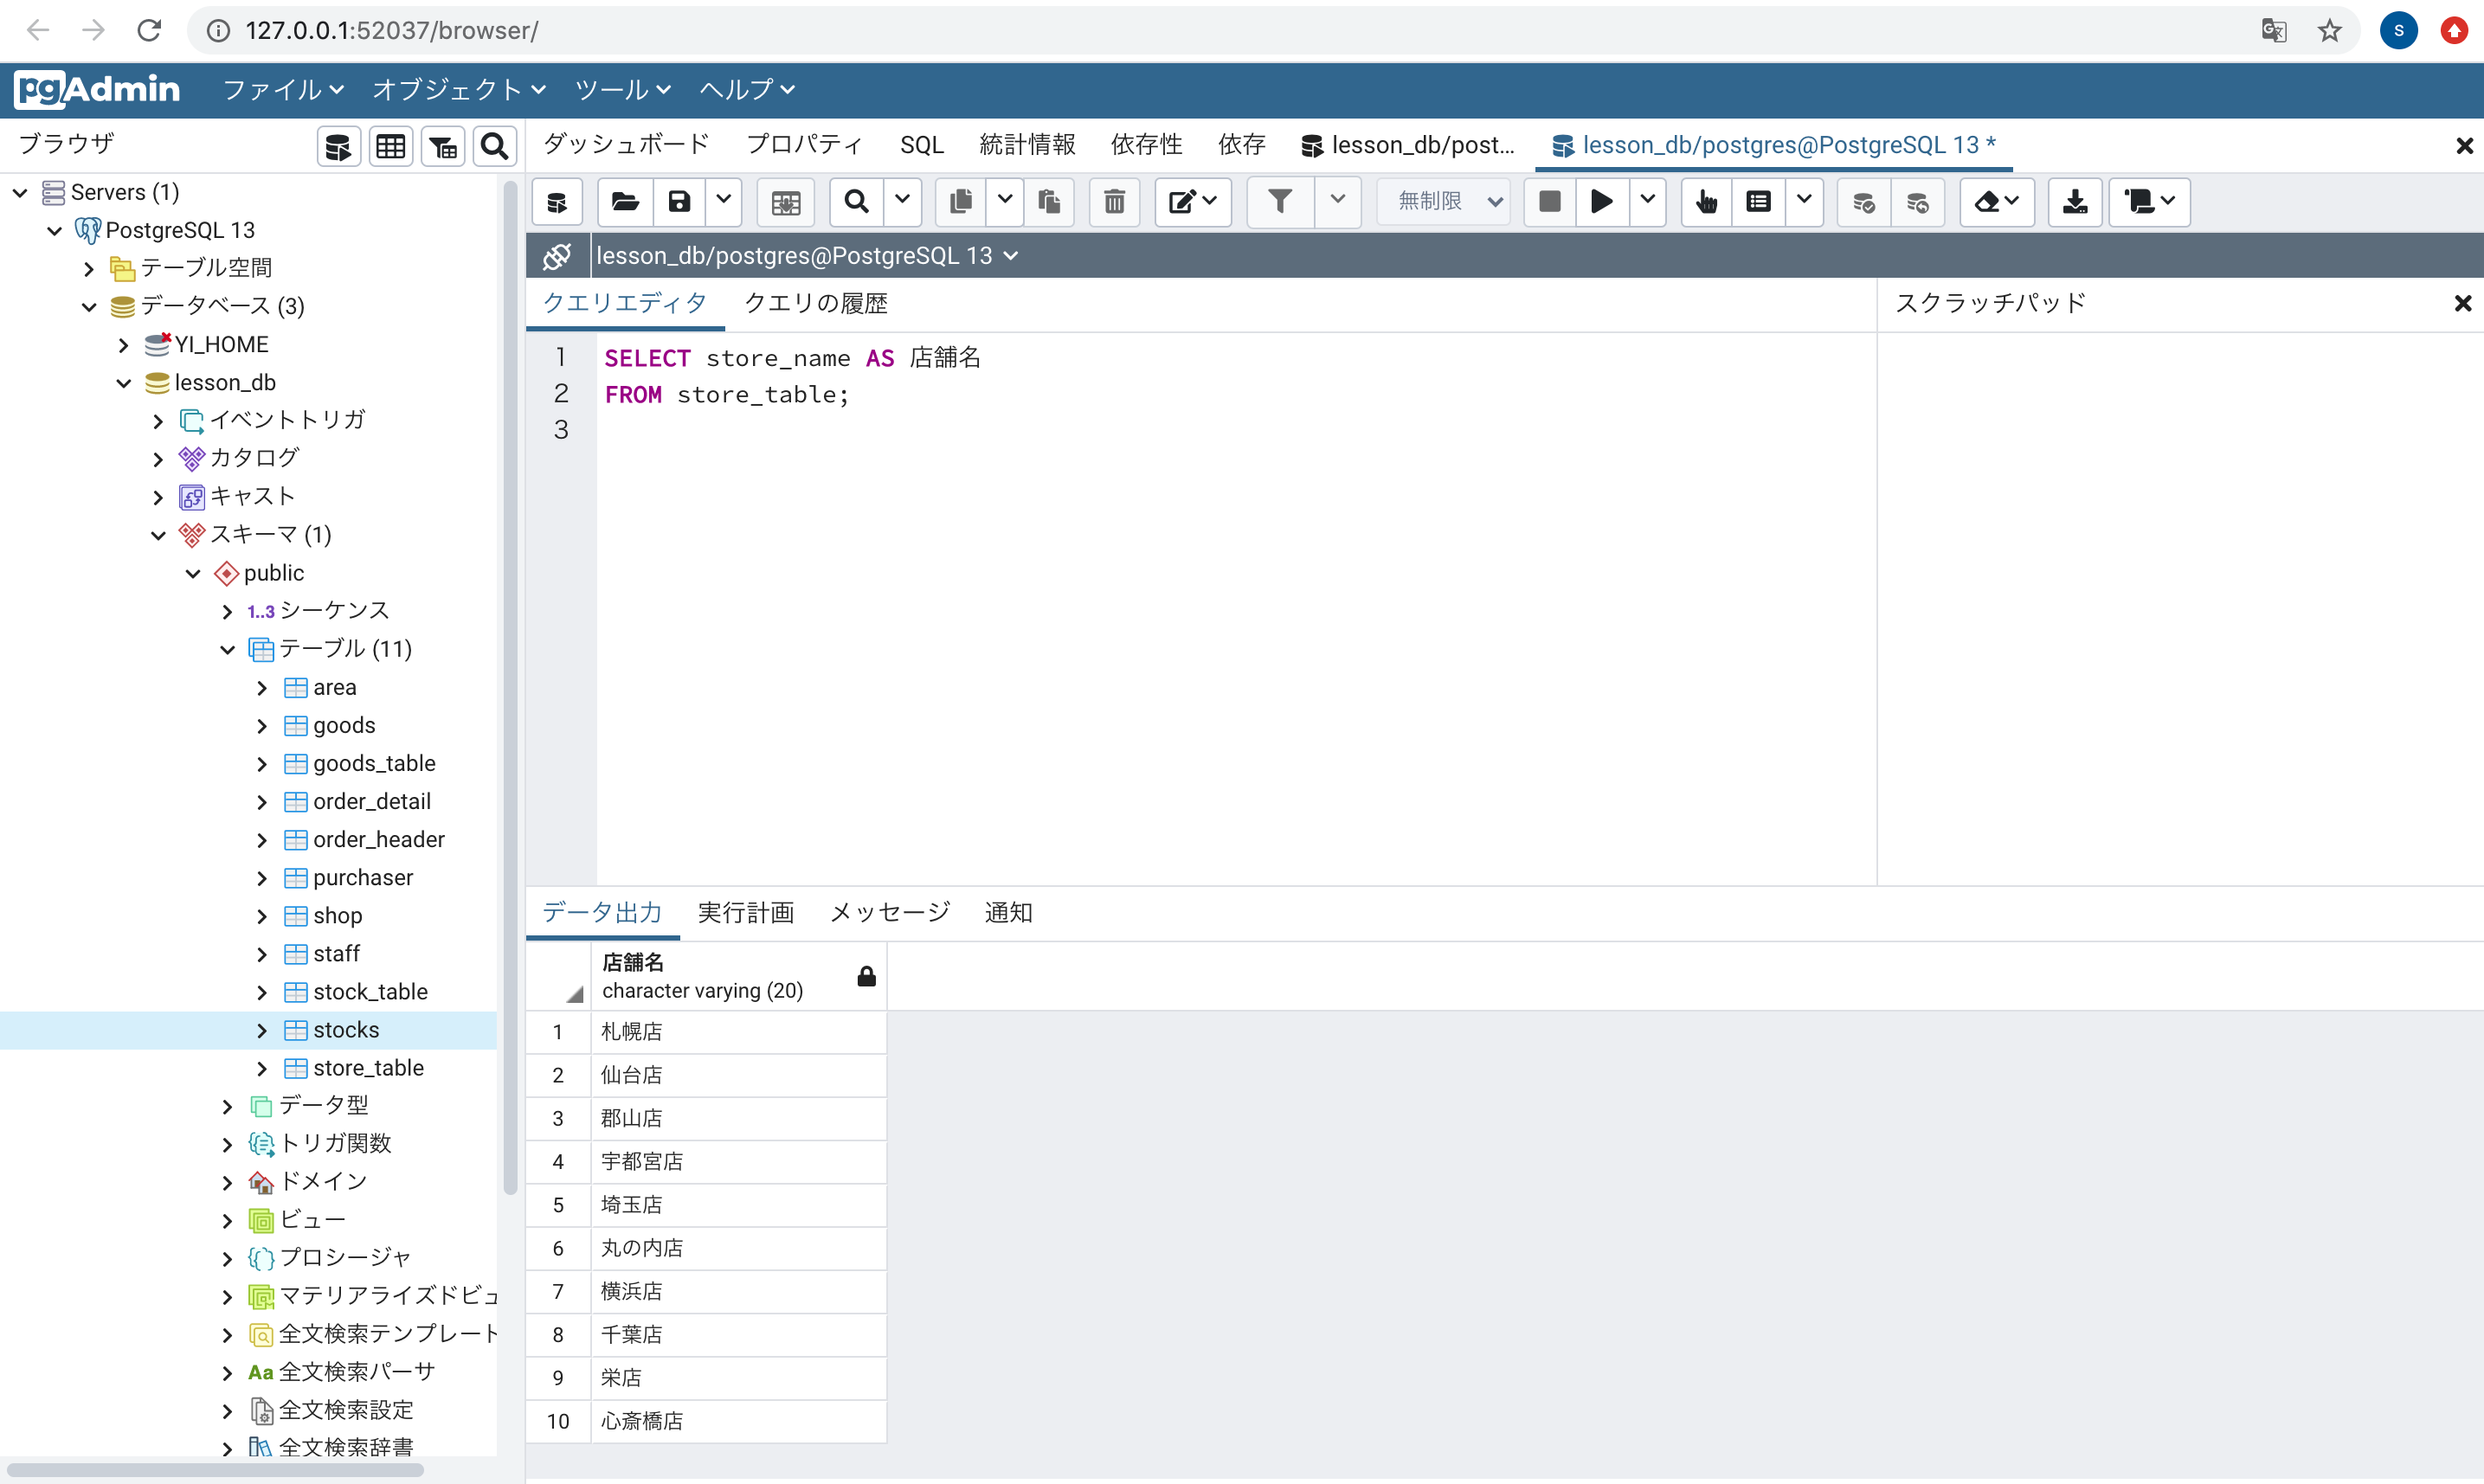 127.0.0.1:52037/browser/
S
pgAdmin ファイル オブジェクト ツール ヘルプ
ブラウザ
ダッシュボード プロパティ SQL 統計情報 依存性 依存 lesson_db/post... lesson_db/postgres@PostgreSQL 13 *
無制限
lesson_db/postgres@PostgreSQL 13
クエリエディタ クエリの履歴
スクラッチパッド
Servers (1)
PostgreSQL 13
テーブル空間
データベース (3)
YI_HOME
lesson_db
イベントトリガ
カタログ
キャスト
スキーマ (1)
public
1..3 シーケンス
テーブル (11)
area
goods
goods_table
order_detail
order_header
purchaser
shop
staff
stock_table
stocks
store_table
データ型
トリガ関数
ドメイン
ビュー
プロシージャ
マテリアライズドビュ
全文検索テンプレート
Aa 全文検索パーサ
全文検索設定
全文検索辞書
1 SELECT store_name AS 店舗名
2 FROM store_table;
3
データ出力 実行計画 メッセージ 通知
店舗名
character varying (20)
1 札幌店
2 仙台店
3 郡山店
4 宇都宮店
5 埼玉店
6 丸の内店
7 横浜店
8 千葉店
9 栄店
10 心斎橋店